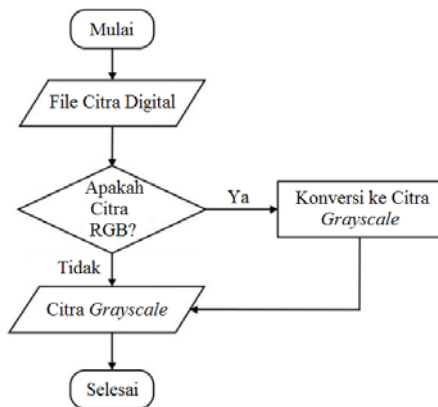 Mulai
File Citra Digital
Apakah
Citra
RGB?
Ya
Konversi ke Citra
Grayscale
Tidak
Citra Grayscale
Selesai